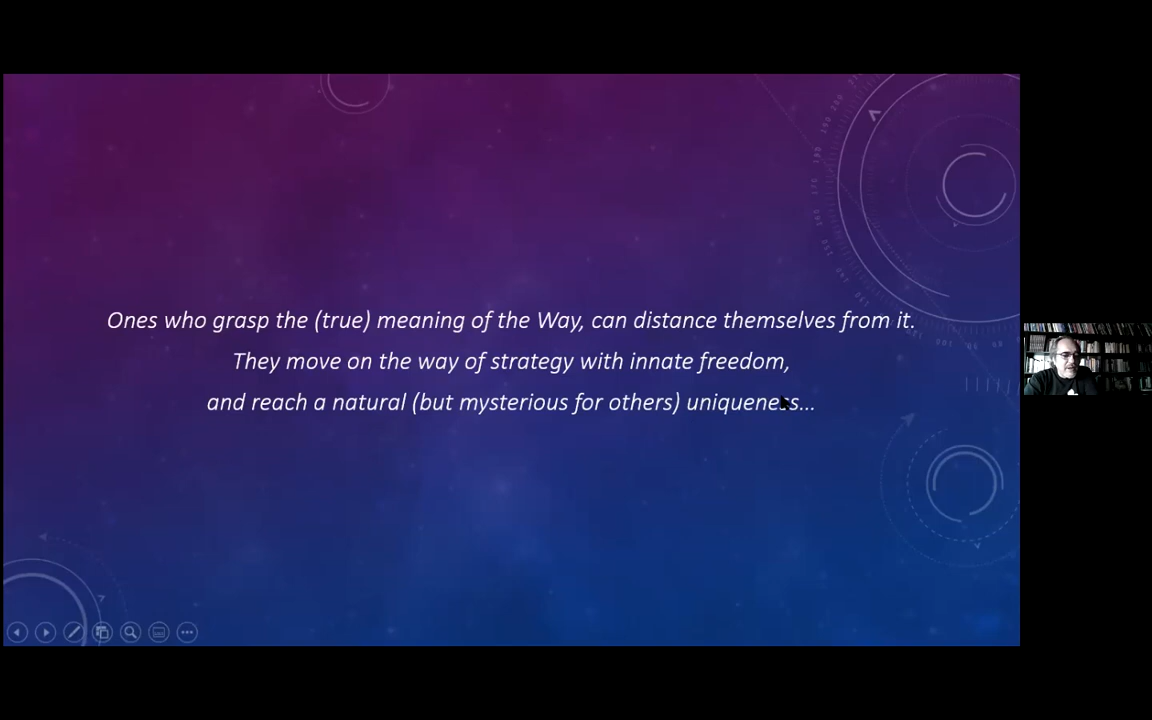 Ones who grasp the (true) meaning of the Way, can distance themselves from it.
They move on the way of strategy with innate freedom,
and reach a natural (but mysterious for others) uniqueness...